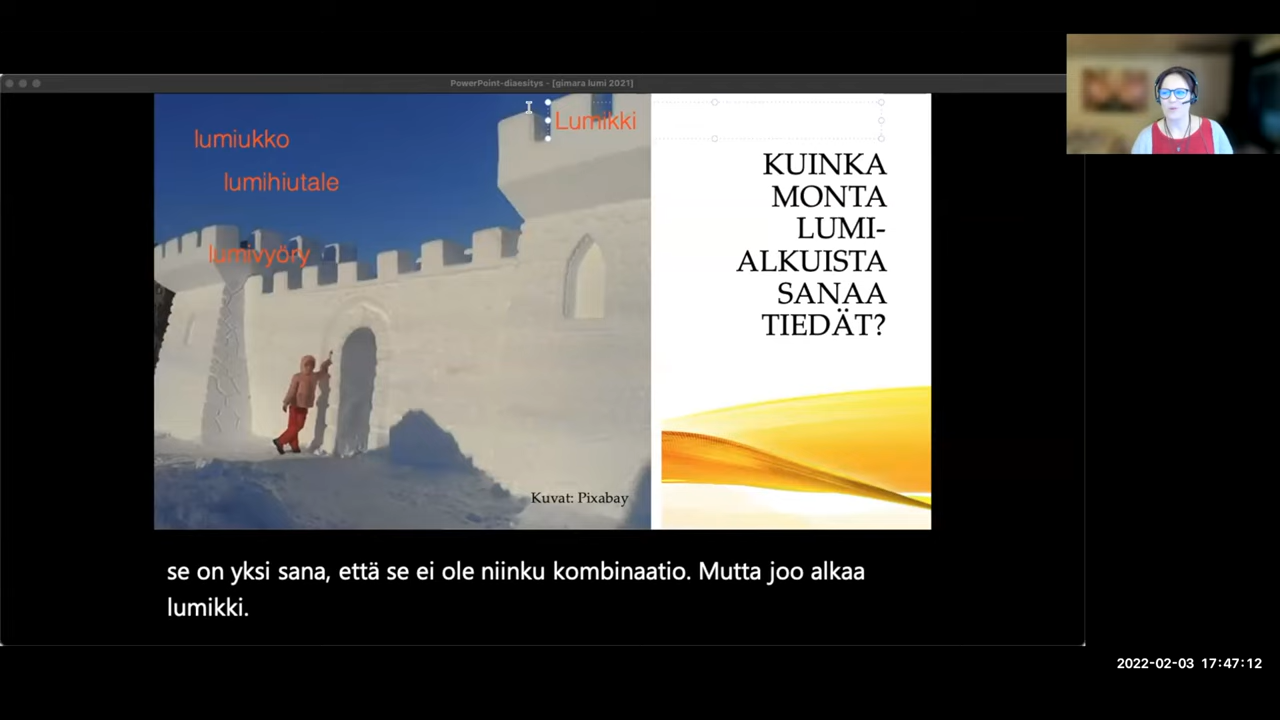 PowerPoint-diaesitys - [gimara lumi 2021]
lumiukko
lumihiutale
lumivyöry
Lumikki
KUINKA
MONTA
LUMI-
ALKUISTA
SANAA
TIEDÄT?
Kuvat: Pixabay
se on yksi sana, että se ei ole niinku kombinaatio. Mutta joo alkaa
lumikki.
2022-02-03 17:47:12